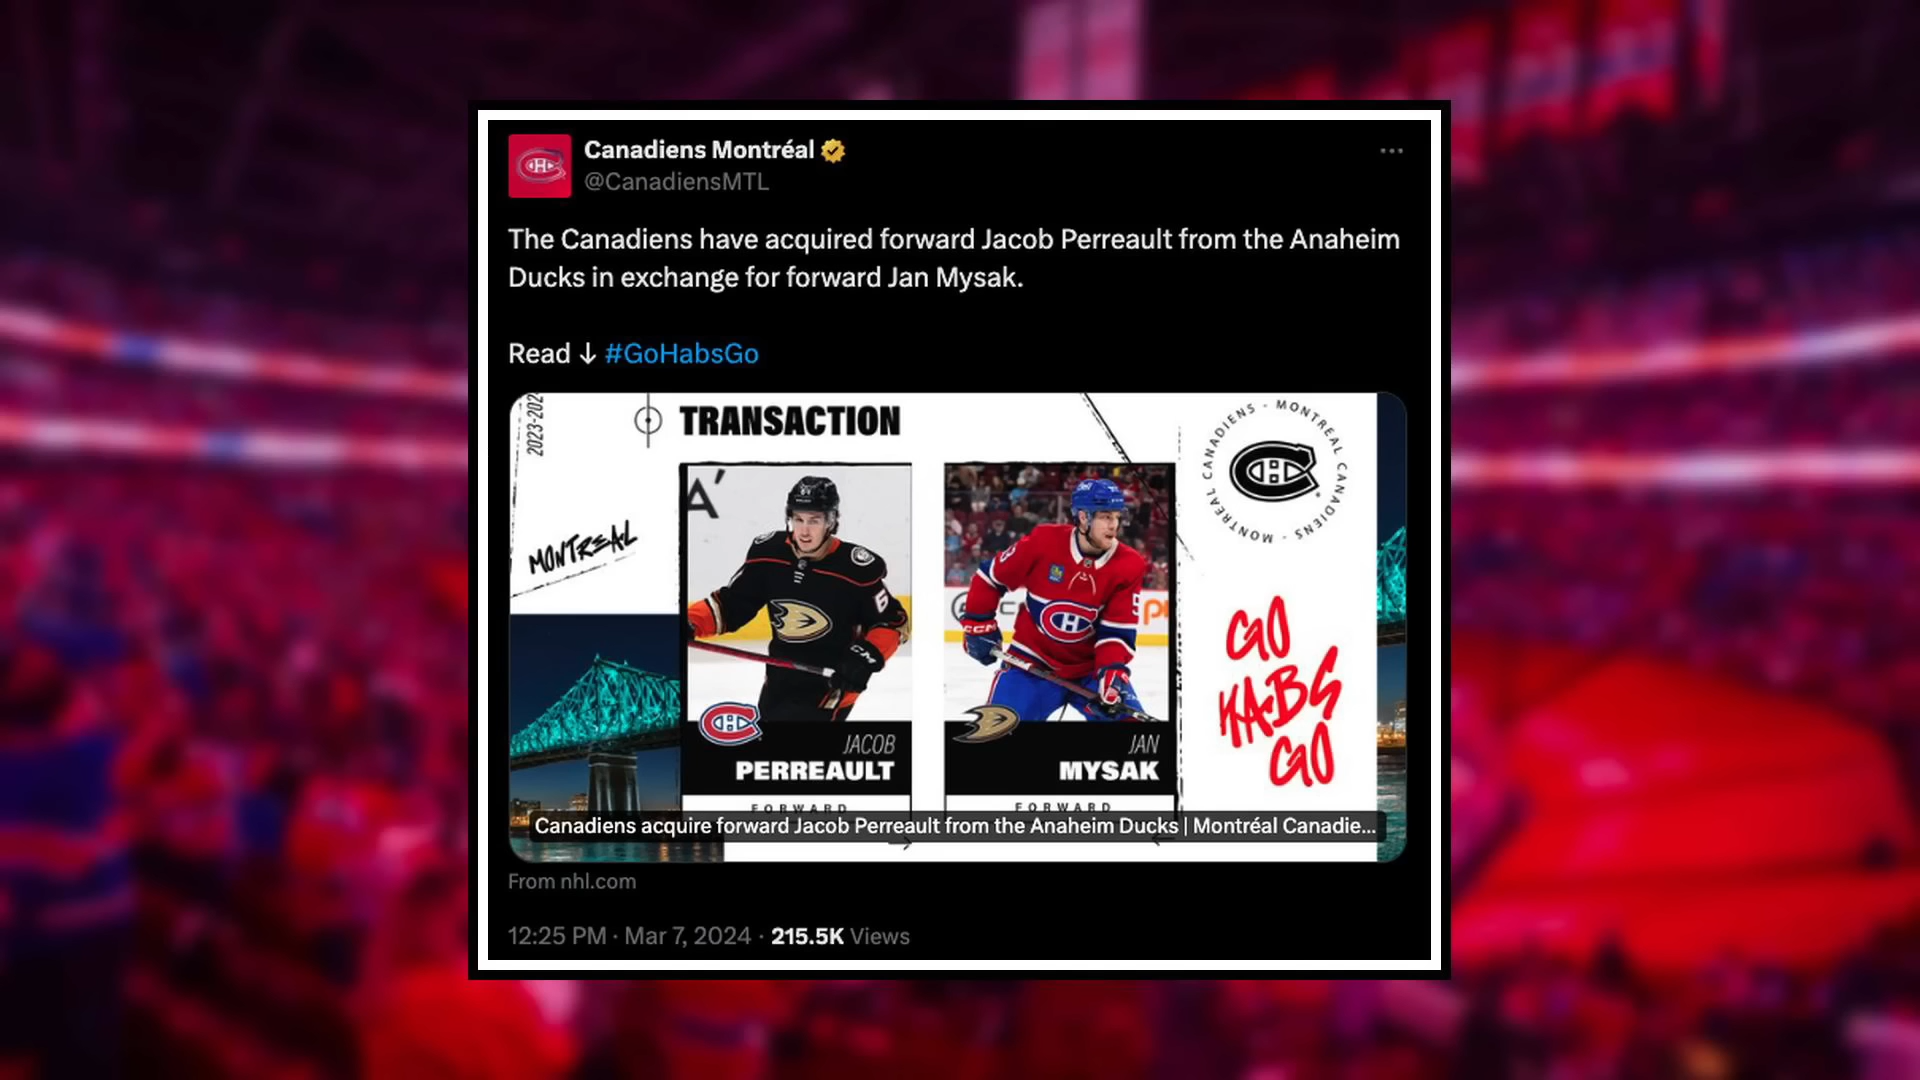 Canadiens Montréal
@CanadiensMTL
The Canadiens have acquired forward Jacob Perreault from the Anaheim
Ducks in exchange for forward Jan Mysak.
Read ↓ #GoHabsGo
2023-202
TRANSACTION
MONTREAL
CANADIENS - MONTREAL CANADIENS - MONTREAL
A'
6
CCM
JACOB
PERREAULT
FORWARD
CCM
JAN
MYSAK
FORWARD
GO
HABS
GO
Canadiens acquire forward Jacob Perreault from the Anaheim Ducks | Montréal Canadie...
From nhl.com
12:25 PM · Mar 7, 2024 · 215.5K Views